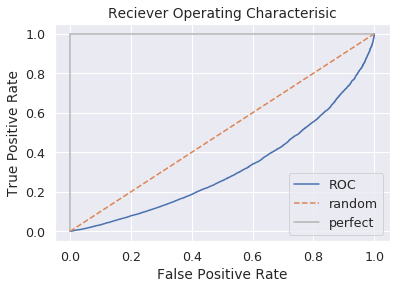 Reciever Operating Characterisic
1.0
0.8
0.6
0.4
0.2
0.0
True Positive Rate
ROC
random
perfect
0.0 0.2 0.4 0.6 0.8 1.0
False Positive Rate